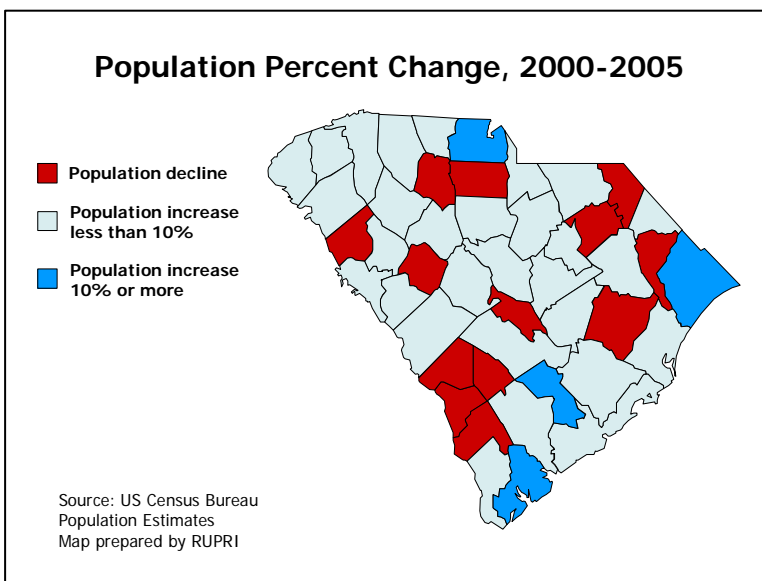 Population Percent Change, 2000-2005
Population decline
Population increase
less than 10%
Population increase
10% or more
Source: US Census Bureau
Population Estimates
Map prepared by RUPRI